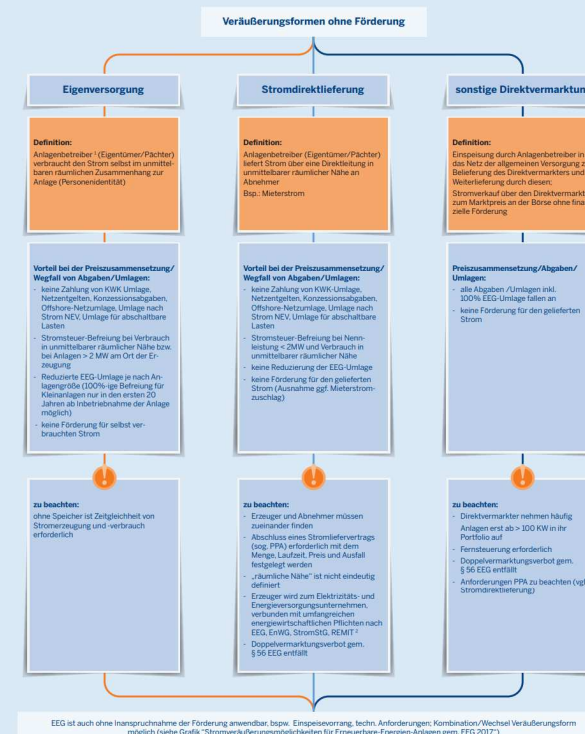 Veräußerungsformen ohne Förderung
Eigenversorgung
Definition:
Anlagenbetreiber ¹ (Eigentümer/Pächter)
verbraucht den Strom selbst im unmittel-
baren räumlichen Zusammenhang zur
Anlage (Personenidentität)
Vorteil bei der Preiszusammensetzung/
Wegfall von Abgaben/Umlagen:
- keine Zahlung von KWK Umlage,
Netzentgelten, Konzessionsabgaben,
Offshore-Netzumlage, Umlage nach
Strom NEV, Umlage für abschaltbare
Lasten
- Stromsteuer-Befreiung bei Verbrauch
in unmittelbarer räumlicher Nähe bzw.
bei Anlagen > 2 MW am Ort der Er-
zeugung
- Reduzierte EEG-Umlage je nach An-
lagengröße (100%-ige Befreiung für
Kleinanlagen nur in den ersten 20
Jahren ab Inbetriebnahme der Anlage
möglich)
- keine Förderung für selbst ver-
brauchten Strom
zu beachten:
ohne Speicher ist Zeitgleichheit von
Stromerzeugung und -verbrauch
erforderlich
Stromdirektlieferung
Definition:
Anlagenbetreiber (Eigentümer/Pächter)
liefert Strom über eine Direktleitung in
unmittelbarer räumlicher Nähe an
Abnehmer
Bsp.: Mieterstrom
Vorteil bei der Preiszusammensetzung/
Wegfall von Abgaben/Umlagen:
- keine Zahlung von KWK-Umlage,
Netzentgelten, Konzessionsabgaben,
Offshore-Netzumlage, Umlage nach
Strom NEV, Umlage für abschaltbare
Lasten
- Stromsteuer-Befreiung bei Nenn-
leistung < 2MW und Verbrauch in
unmittelbarer räumlicher Nähe
- keine Reduzierung der EEG-Umlage
- keine Förderung für den gelieferten
Strom (Ausnahme ggf. Mieterstrom-
zuschlag)
zu beachten:
- Erzeuger und Abnehmer müssen
zueinander finden
- Abschluss eines Stromliefervertrags
(sog. PPA) erforderlich mit dem
Menge, Laufzeit, Preis und Ausfall
festgelegt werden
- „räumliche Nähe" ist nicht eindeutig
definiert
- Erzeuger wird zum Elektrizitäts- und
Energieversorgungsunternehmen,
verbunden mit umfangreichen
energiewirtschaftlichen Pflichten nach
EEG, EnWG, StromStG, REMIT ²
- Doppelvermarktungsverbot gem.
§ 56 EEG entfällt
sonstige Direktvermarktun
Definition:
Einspeisung durch Anlagenbetreiber in
das Netz der allgemeinen Versorgung z
Belieferung des Direktvermarkters und
Weiterlieferung durch diesen;
Stromverkauf über den Direktvermarkt
zum Marktpreis an der Börse ohne fina
zielle Förderung
Preiszusammensetzung/Abgaben/
Umlagen:
- alle Abgaben /Umlagen inkl.
100% EEG-Umlage fallen an
- keine Förderung für den gelieferten
Strom
zu beachten:
- Direktvermarkter nehmen häufig
Anlagen erst ab > 100 KW in ihr
Portfolio auf
- Fernsteuerung erforderlich
- Doppelvermarktungsverbot gem.
§ 56 EEG entfällt
- Anforderungen PPA zu beachten (vgl
Stromdirektlieferung)
EEG ist auch ohne Inanspruchnahme der Förderung anwendbar, bspw. Einspeisevorrang, techn. Anforderungen; Kombination/Wechsel Veräußerungsform
möglich (siehe Grafik "Stromveräußerungsmöglichkeiten für Erneuerbare-Energien-Anlagen gem. EEG 2017")